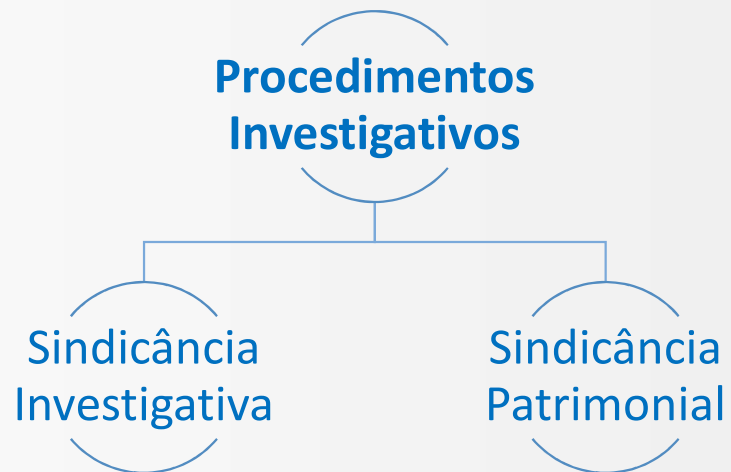 Procedimentos
Investigativos
Sindicância
Investigativa
Sindicância
Patrimonial